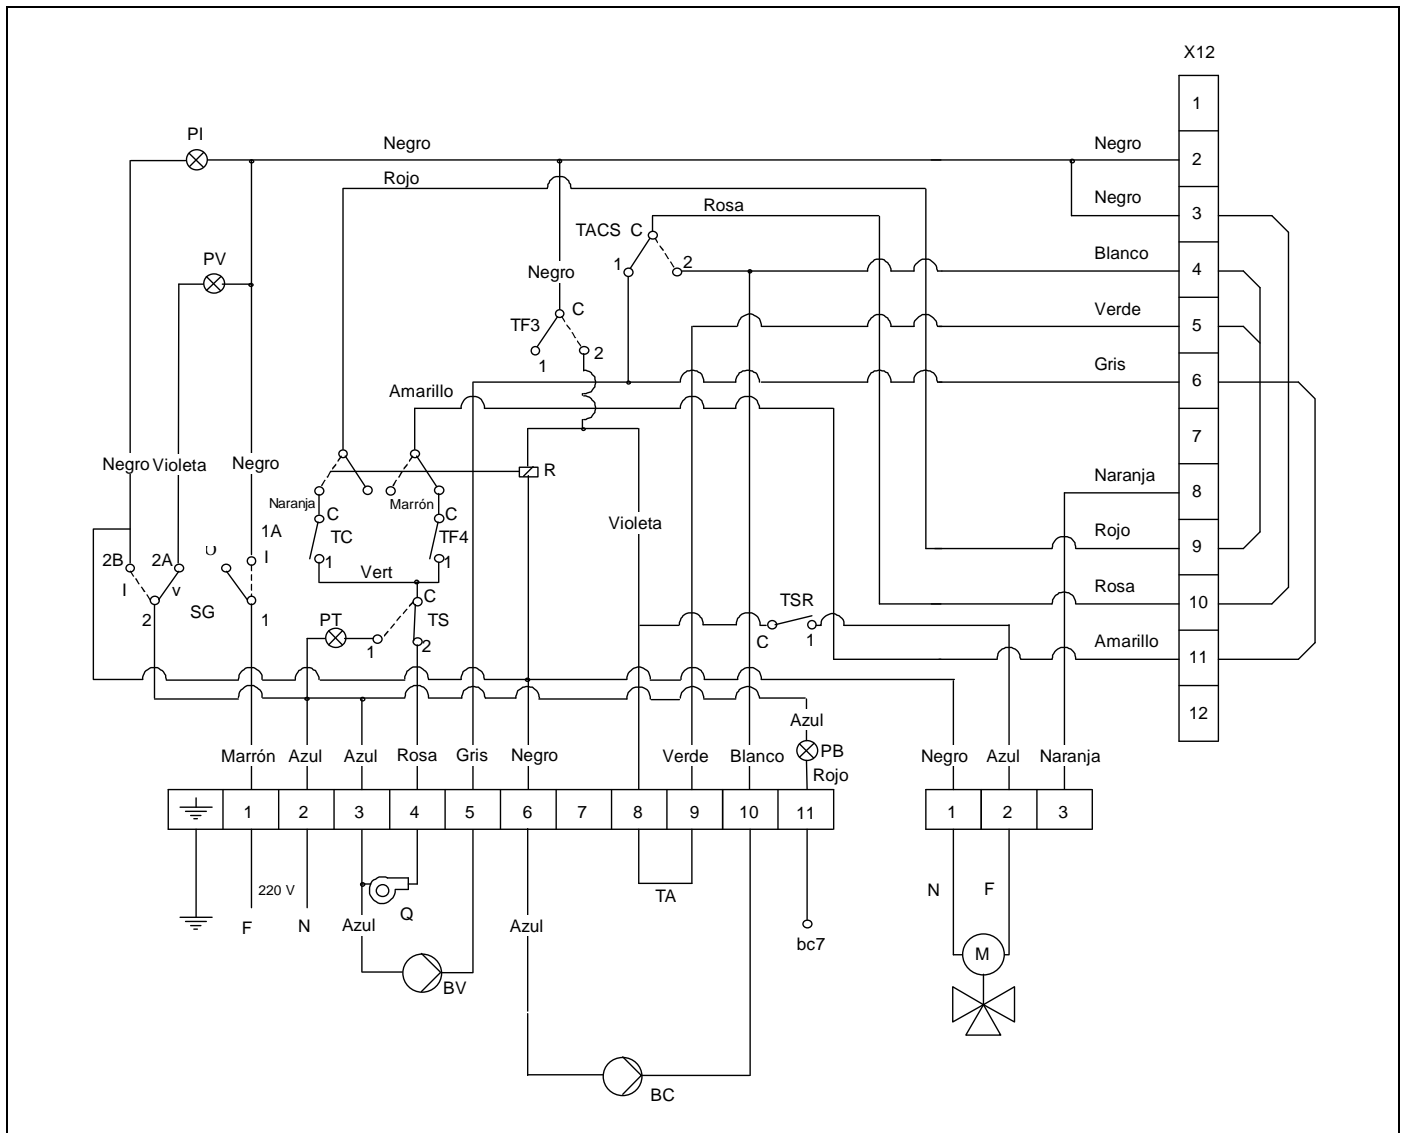 X12
1
PI
Negro
Negro
2
Rojo
Negro
3
Rosa
TACS C
PV
Blanco
1
2
4
Negro
C
Verde
TF3
5
2
1
Gris
6
Amarillo
7
Negro
Violeta
Negro
R
Naranja
8
Naranja
Marrón
C
C
Violeta
1A
Rojo
TC
TF4
9
2B
2A
I
1
1
Vert
I
v
C
Rosa
TSR
10
SG
PT
TS
2
1
C
1
Amarillo
1
2
11
12
Azul
Marrón
Azul
Azul
Rosa
Gris
Negro
Verde
Blanco
PB
Negro
Azul
Naranja
Rojo
1
2
3
4
5
6
7
8
9
10
11
1
2
3
220 V
N
F
TA
Q
F
N
Azul
Azul
bc7
M
BV
BC